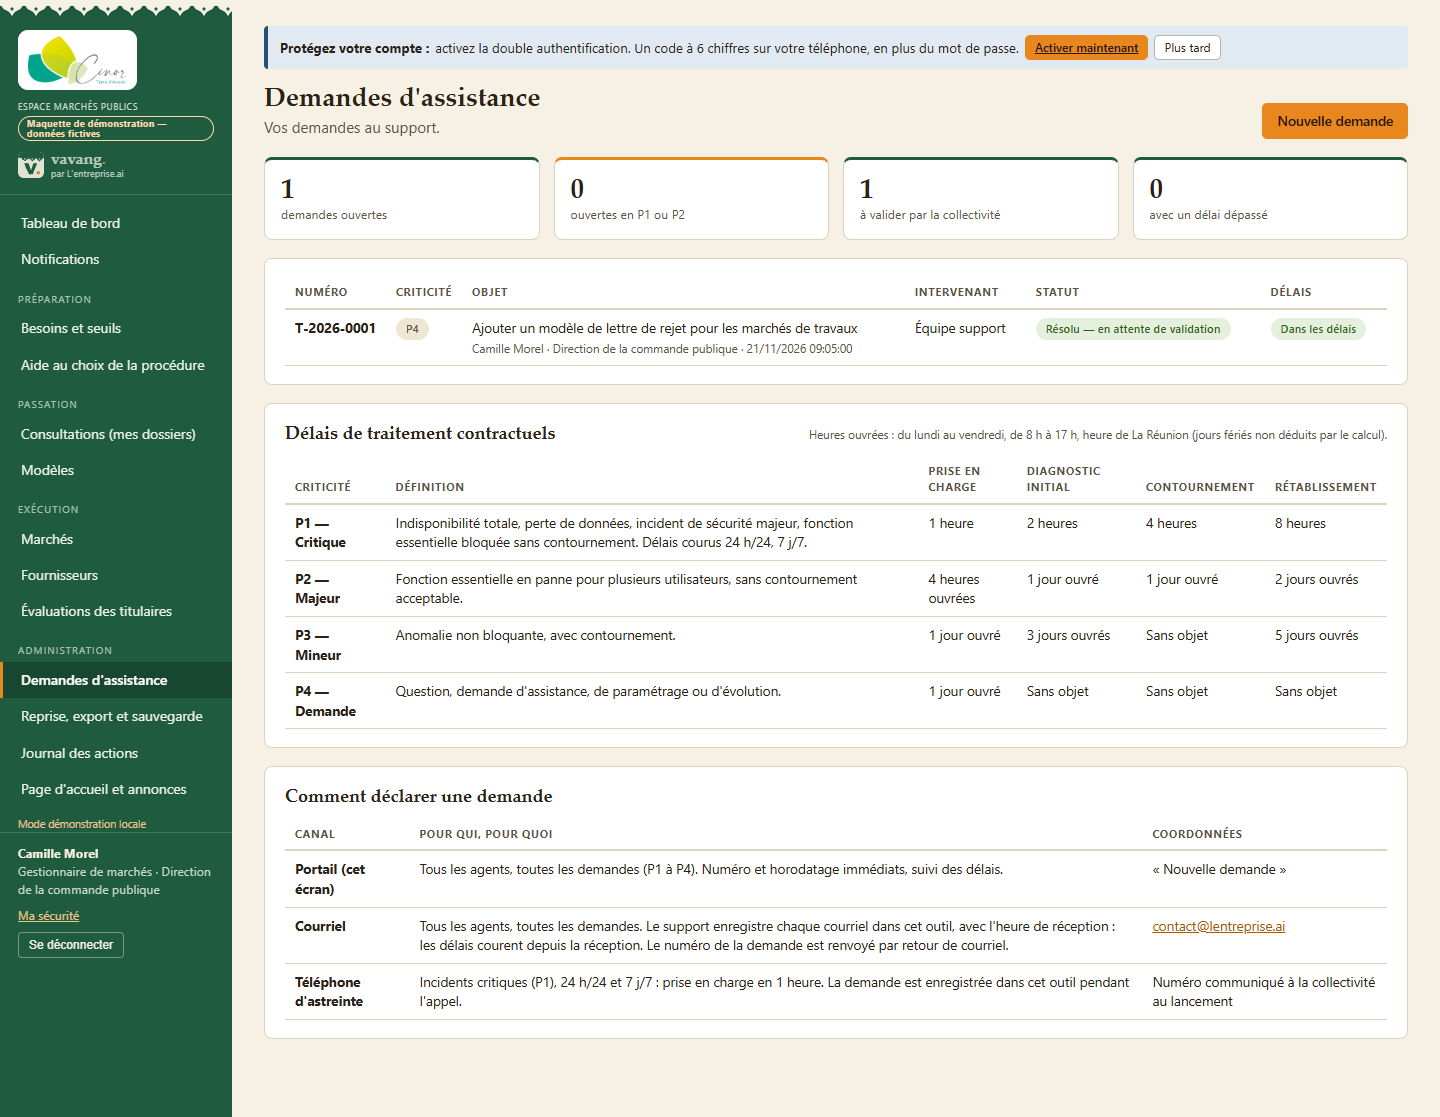 Cinor
Terre d'Avenir
ESPACE MARCHÉS PUBLICS
Maquette de démonstration —
données fictives
v.
vavang.
par L'entreprise.ai
Tableau de bord
Notifications
PRÉPARATION
Besoins et seuils
Aide au choix de la procédure
PASSATION
Consultations (mes dossiers)
Modèles
EXÉCUTION
Marchés
Fournisseurs
Évaluations des titulaires
ADMINISTRATION
Demandes d'assistance
Reprise, export et sauvegarde
Journal des actions
Page d'accueil et annonces
Mode démonstration locale
Camille Morel
Gestionnaire de marchés · Direction
de la commande publique
Ma sécurité
Se déconnecter
Protégez votre compte : activez la double authentification. Un code à 6 chiffres sur votre téléphone, en plus du mot de passe. Activer maintenant Plus tard
Demandes d'assistance
Vos demandes au support.
Nouvelle demande
1
demandes ouvertes
0
ouvertes en P1 ou P2
1
à valider par la collectivité
0
avec un délai dépassé
NUMÉRO CRITICITÉ OBJET INTERVENANT STATUT DÉLAIS
T-2026-0001 P4 Ajouter un modèle de lettre de rejet pour les marchés de travaux Équipe support Résolu — en attente de validation Dans les délais
Camille Morel · Direction de la commande publique · 21/11/2026 09:05:00
Délais de traitement contractuels
Heures ouvrées : du lundi au vendredi, de 8 h à 17 h, heure de La Réunion (jours fériés non déduits par le calcul).
PRISE EN DIAGNOSTIC
CRITICITÉ DÉFINITION CHARGE INITIAL CONTOURNEMENT RÉTABLISSEMENT
P1 — Indisponibilité totale, perte de données, incident de sécurité majeur, fonction 1 heure 2 heures 4 heures 8 heures
Critique essentielle bloquée sans contournement. Délais courus 24 h/24, 7 j/7.
P2 — Fonction essentielle en panne pour plusieurs utilisateurs, sans contournement 4 heures 1 jour ouvré 1 jour ouvré 2 jours ouvrés
Majeur acceptable. ouvrées
P3 — Anomalie non bloquante, avec contournement. 1 jour ouvré 3 jours ouvrés Sans objet 5 jours ouvrés
Mineur
P4 — Question, demande d'assistance, de paramétrage ou d'évolution. 1 jour ouvré Sans objet Sans objet Sans objet
Demande
Comment déclarer une demande
CANAL POUR QUI, POUR QUOI COORDONNÉES
Portail (cet Tous les agents, toutes les demandes (P1 à P4). Numéro et horodatage immédiats, suivi des délais. « Nouvelle demande »
écran)
Courriel Tous les agents, toutes les demandes. Le support enregistre chaque courriel dans cet outil, avec l'heure de réception : contact@lentreprise.ai
les délais courent depuis la réception. Le numéro de la demande est renvoyé par retour de courriel.
Téléphone Incidents critiques (P1), 24 h/24 et 7 j/7 : prise en charge en 1 heure. La demande est enregistrée dans cet outil pendant Numéro communiqué à la collectivité
d'astreinte l'appel. au lancement